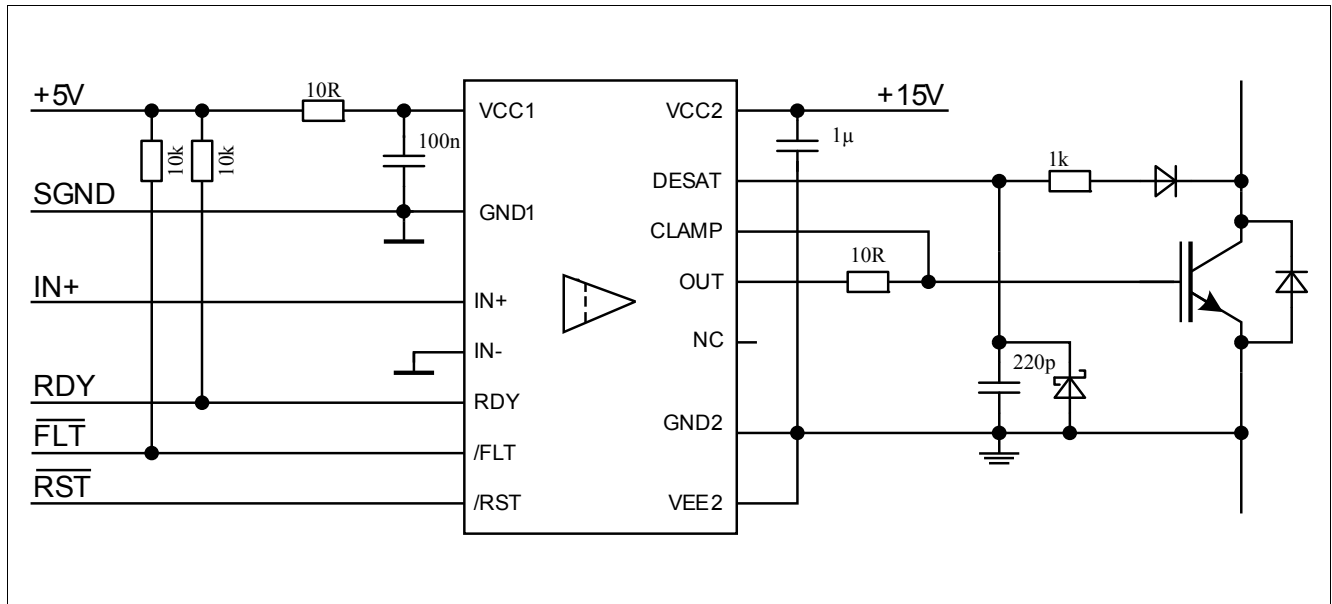 +5V
10R
10k
10k
100n
SGND
IN+
RDY
FLT
RST
VCC1
GND1
IN+
IN-
RDY
/FLT
/RST
VCC2
DESAT
CLAMP
OUT
NC
GND2
VEE2
+15V
1µ
1k
10R
220p